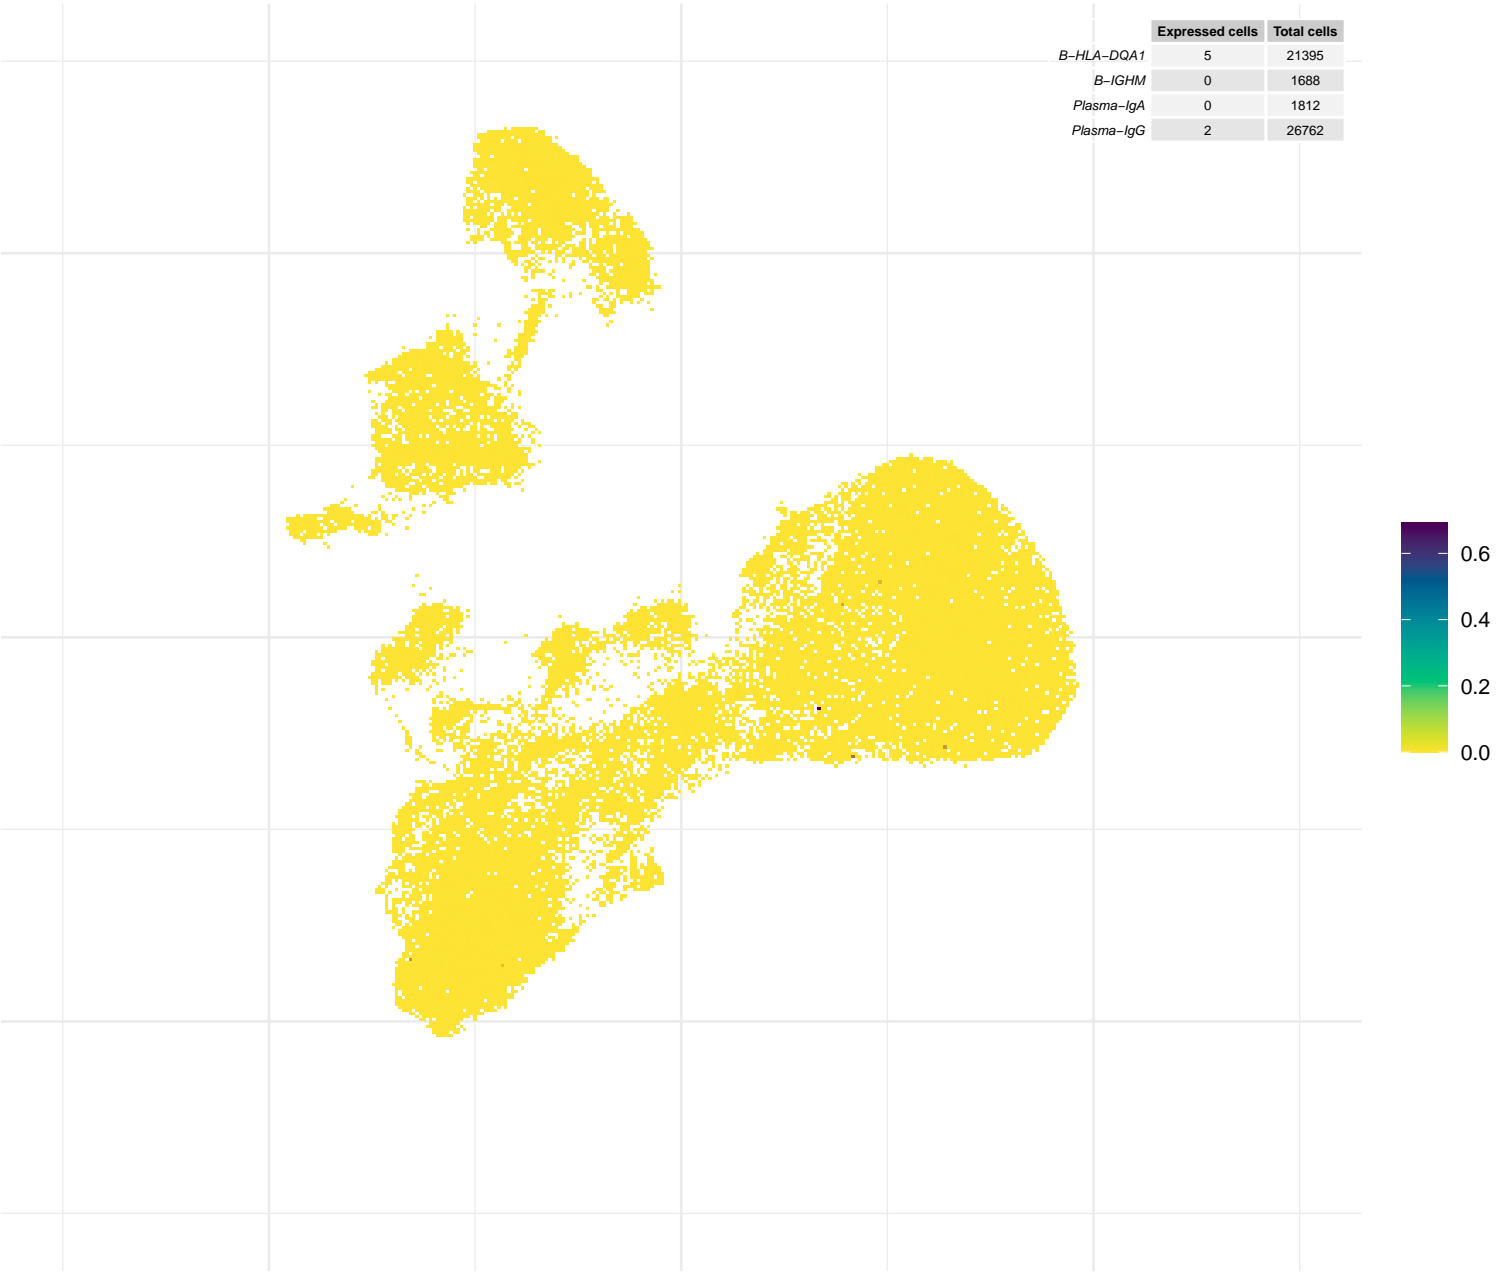 Expressed cells Total cells
B−HLA−DQA1 5 21395
B−IGHM 0 1688
Plasma−IgA 0 1812
Plasma−IgG 2 26762
0.6
0.4
0.2
0.0